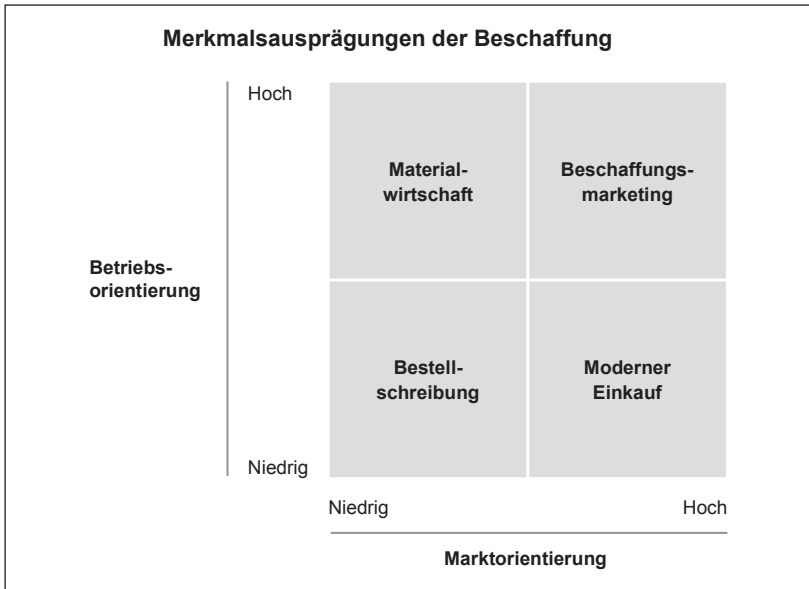 Merkmalsausprägungen der Beschaffung
Hoch
Material-
wirtschaft
Beschaffungs-
marketing
Betriebs-
orientierung
Bestell-
schreibung
Moderner
Einkauf
Niedrig
Niedrig
Hoch
Marktorientierung